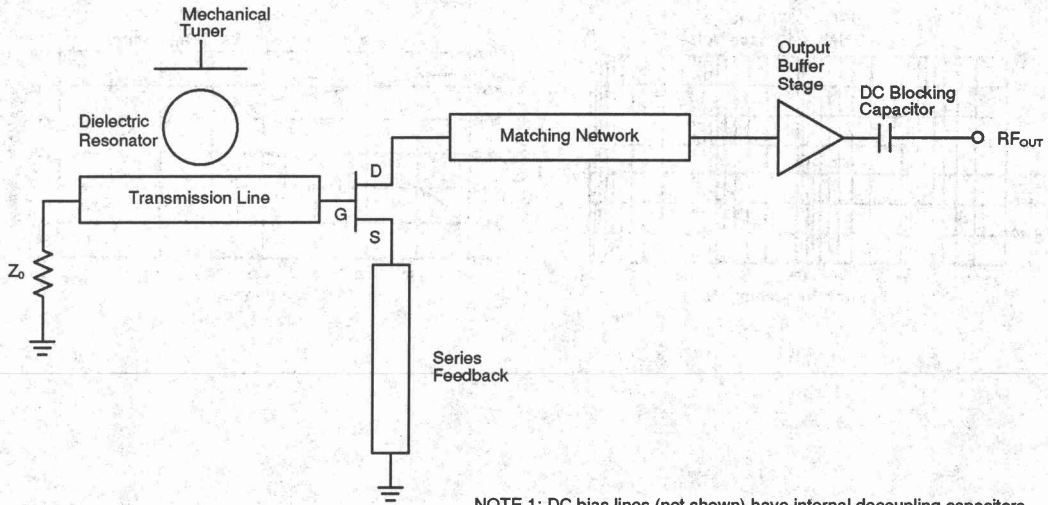 Mechanical
Tuner
Dielectric
Resonator
Transmission Line
Z₀
G
D
S
Series
Feedback
Matching Network
Output
Buffer
Stage
DC Blocking
Capacitor
RFOUT
NOTE 1: DC bias lines (not shown) have internal decoupling capacitors